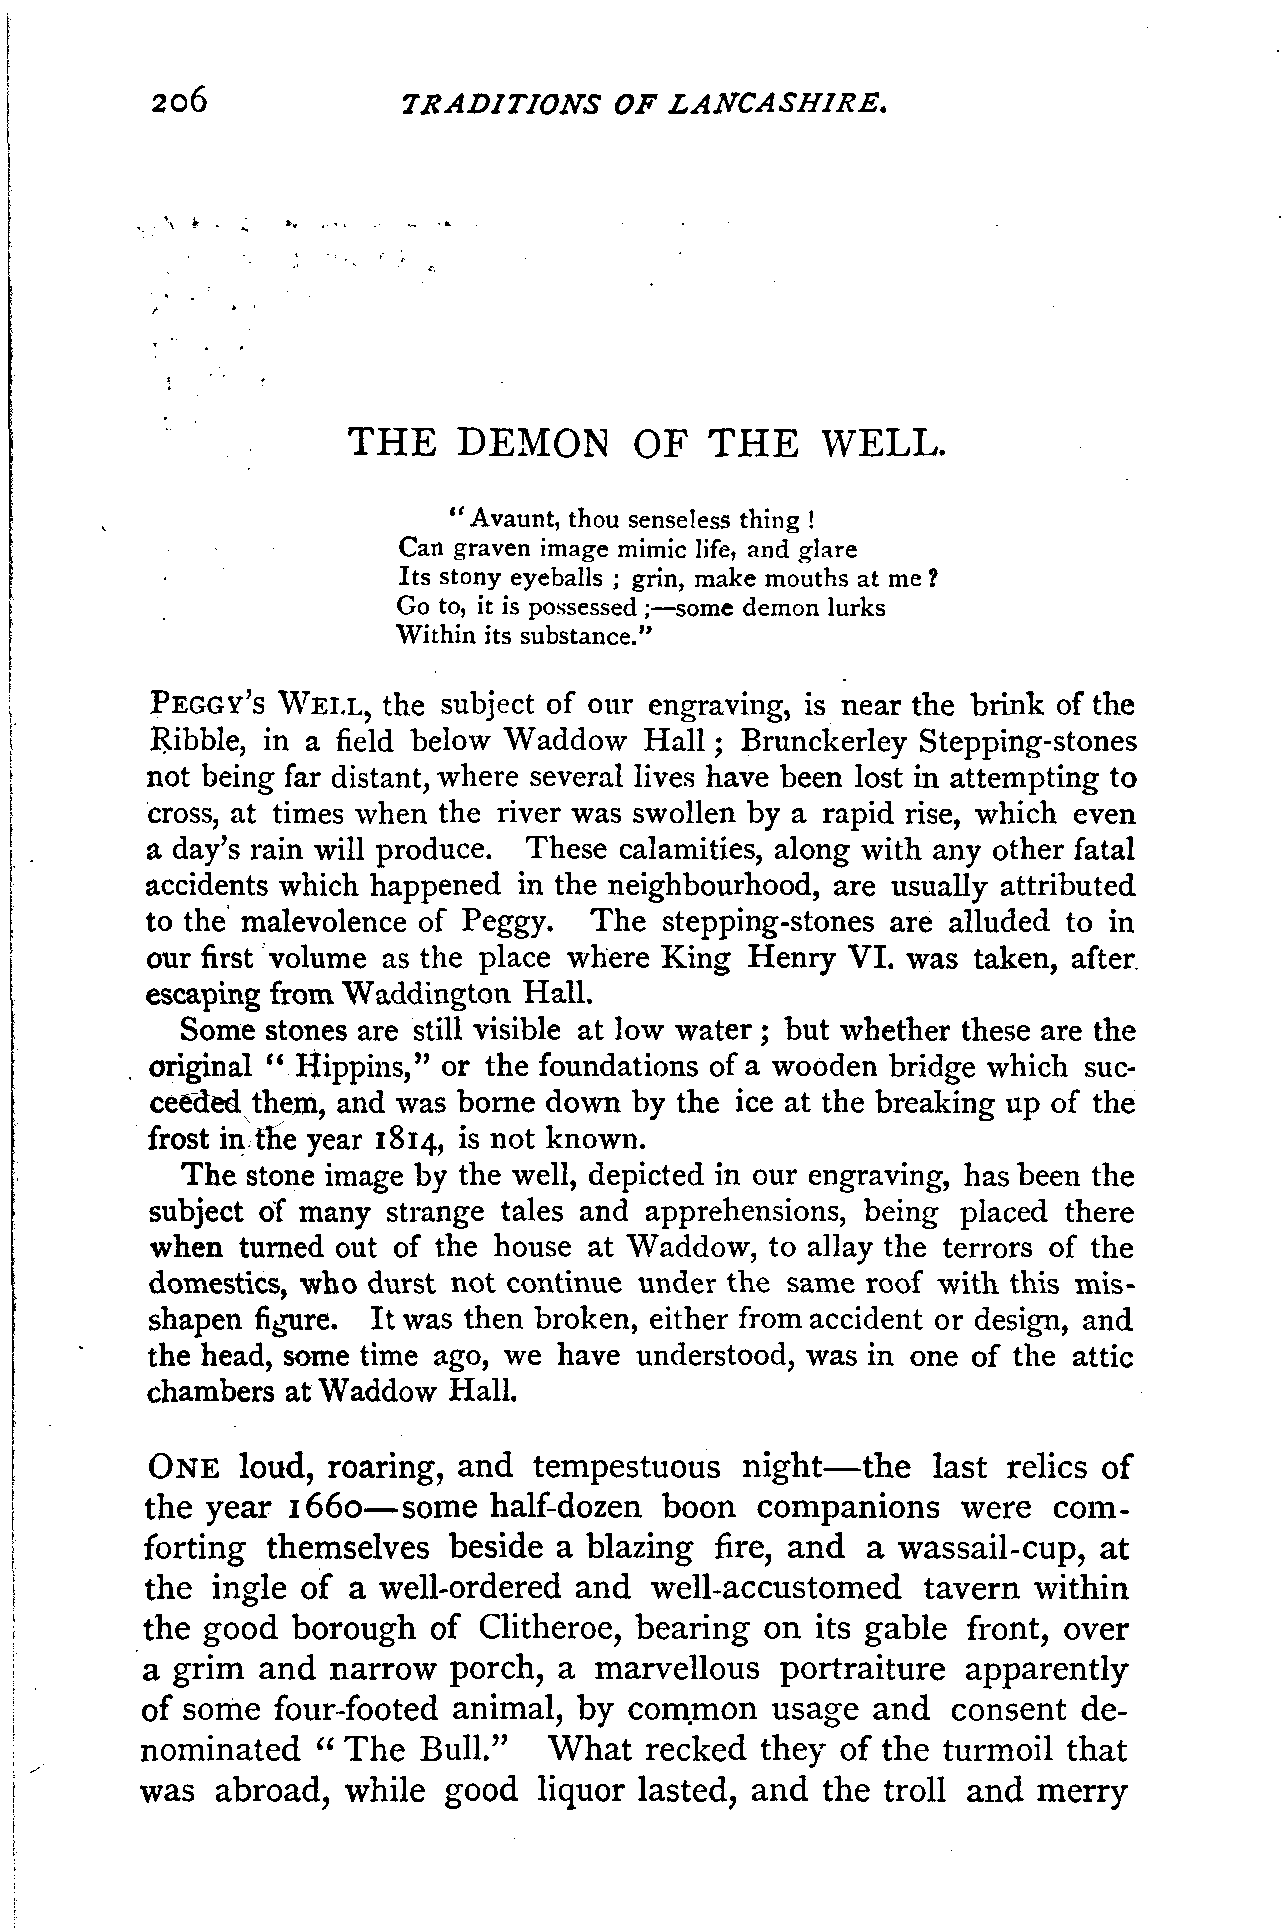 206 TRADITIONS OF LANCASHIRE.
THE DEMON OF THE WELL.
“Avaunt, thou senseless thing !
Can graven image mimic life, and glare
Its stony eyeballs ; grin, make mouths at me ?
Go to, it is possessed ;—some demon lurks
Within its substance.”
PEGGY'S WELL, the subject of our engraving, is near the brink of the
Ribble, in a field below Waddow Hall ; Brunckerley Stepping-stones
not being far distant, where several lives have been lost in attempting to
cross, at times when the river was swollen by a rapid rise, which even
a day's rain will produce. These calamities, along with any other fatal
accidents which happened in the neighbourhood, are usually attributed
to the malevolence of Peggy. The stepping-stones are alluded to in
our first volume as the place where King Henry VI. was taken, after
escaping from Waddington Hall.
Some stones are still visible at low water ; but whether these are the
original “ Hippins,” or the foundations of a wooden bridge which suc-
ceeded them, and was borne down by the ice at the breaking up of the
frost in the year 1814, is not known.
The stone image by the well, depicted in our engraving, has been the
subject of many strange tales and apprehensions, being placed there
when turned out of the house at Waddow, to allay the terrors of the
domestics, who durst not continue under the same roof with this mis-
shapen figure. It was then broken, either from accident or design, and
the head, some time ago, we have understood, was in one of the attic
chambers at Waddow Hall.
ONE loud, roaring, and tempestuous night—the last relics of
the year 1660—some half-dozen boon companions were com-
forting themselves beside a blazing fire, and a wassail-cup, at
the ingle of a well-ordered and well-accustomed tavern within
the good borough of Clitheroe, bearing on its gable front, over
a grim and narrow porch, a marvellous portraiture apparently
of some four-footed animal, by common usage and consent de-
nominated “ The Bull.” What recked they of the turmoil that
was abroad, while good liquor lasted, and the troll and merry